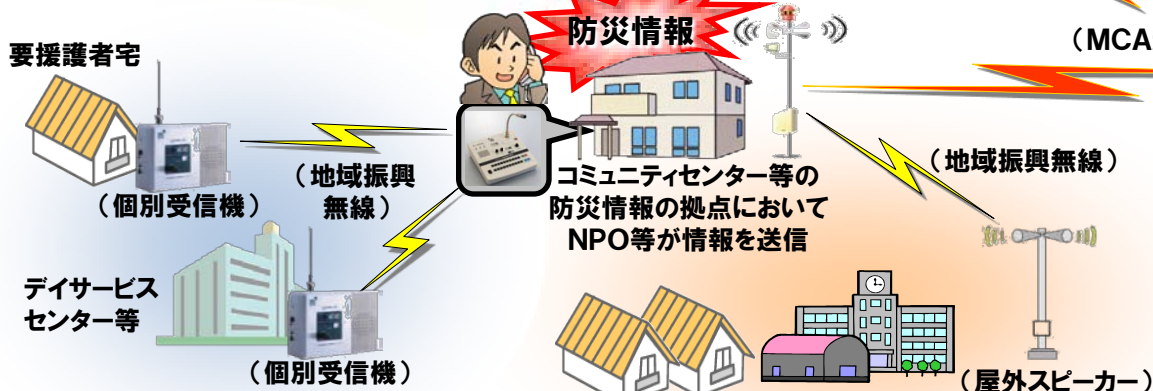 防災情報
要援護者宅
（MCA
（地域振興
無線）
（個別受信機）
コミュニティセンター等の
防災情報の拠点において
NPO等が情報を送信
（地域振興無線）
デイサービス
センター等
（個別受信機）
（屋外スピーカー）